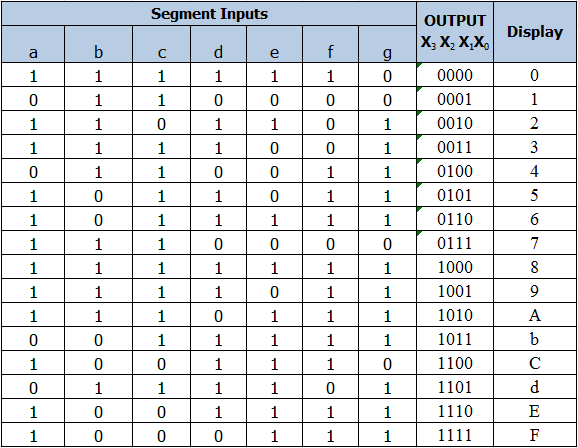 Segment Inputs OUTPUT X₃ X₂ X₁X₀ Display
a b c d e f g
1 1 1 1 1 1 0 0000 0
0 1 1 0 0 0 0 0001 1
1 1 0 1 1 0 1 0010 2
1 1 1 1 0 0 1 0011 3
0 1 1 0 0 1 1 0100 4
1 0 1 1 0 1 1 0101 5
1 0 1 1 1 1 1 0110 6
1 1 1 0 0 0 0 0111 7
1 1 1 1 1 1 1 1000 8
1 1 1 1 0 1 1 1001 9
1 1 1 0 1 1 1 1010 A
0 0 1 1 1 1 1 1011 b
1 0 0 1 1 1 0 1100 C
0 1 1 1 1 0 1 1101 d
1 0 0 1 1 1 1 1110 E
1 0 0 0 1 1 1 1111 F